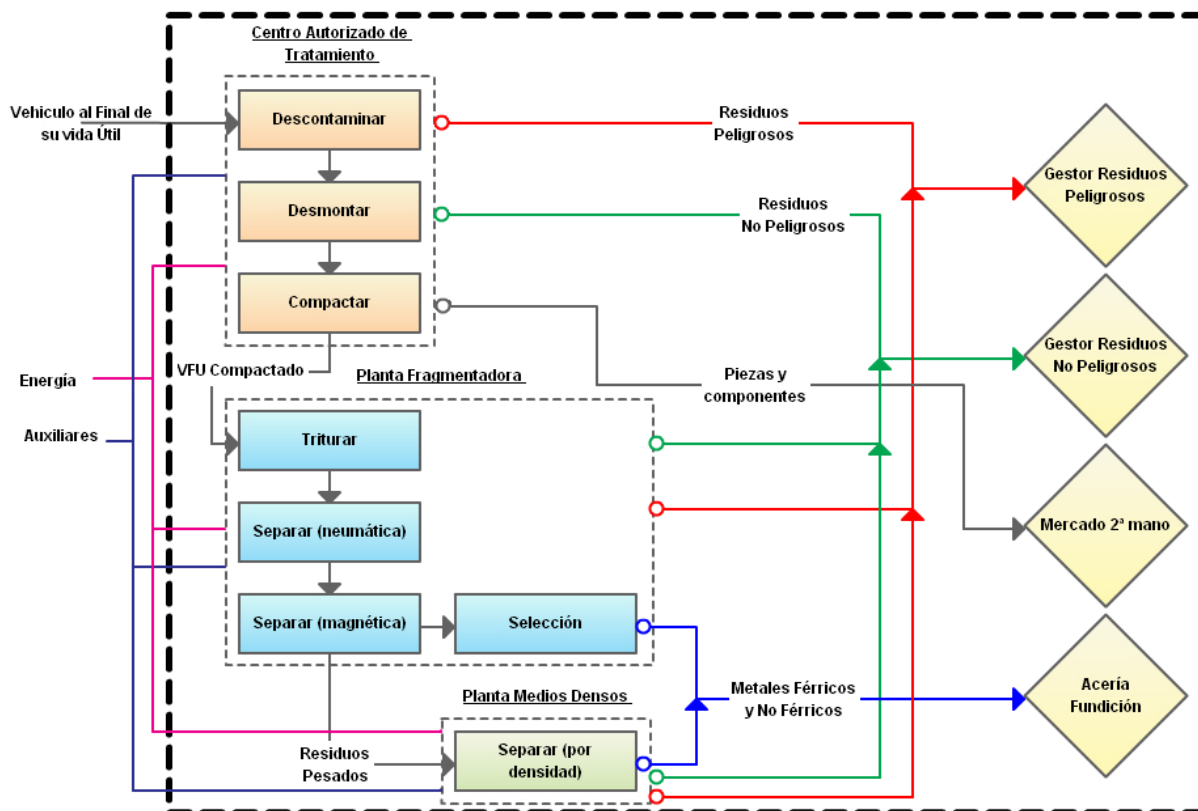 Centro Autorizado de
Tratamiento
Vehiculo al Final de
su vida Útil
Descontaminar
Residuos
Peligrosos
Gestor Residuos
Peligrosos
Desmontar
Residuos
No Peligrosos
Compactar
Gestor Residuos
No Peligrosos
VFU Compactado
Planta Fragmentadora
Energía
Piezas y
componentes
Auxiliares
Triturar
Separar (neumática)
Mercado 2ª mano
Separar (magnética)
Selección
Planta Medios Densos
Metales Férricos
y No Férricos
Acería
Fundición
Residuos
Pesados
Separar (por
densidad)